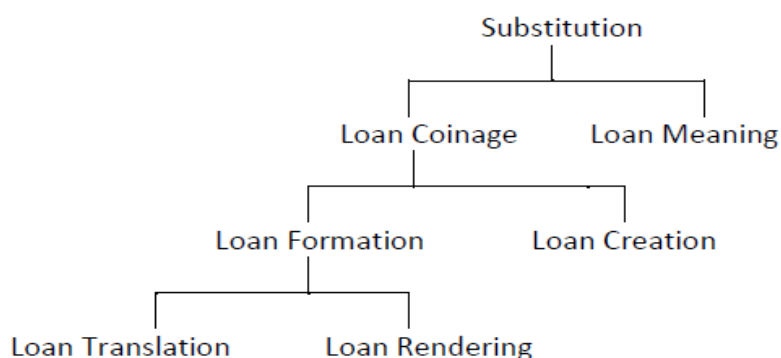 Substitution
Loan Coinage Loan Meaning
Loan Formation Loan Creation
Loan Translation Loan Rendering